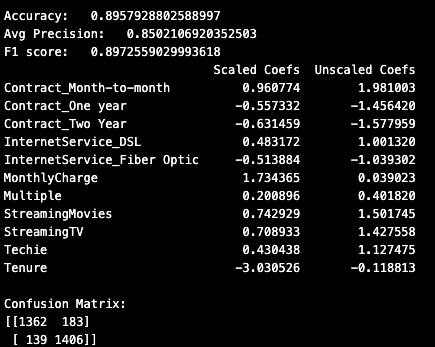 Accuracy:   0.8957928802588997
Avg Precision:   0.8502106920352503
F1 score:   0.8972559029993618
                           Scaled Coefs  Unscaled Coefs
Contract_Month-to-month        0.960774        1.981003
Contract_One year             -0.557332       -1.456420
Contract_Two Year             -0.631459       -1.577959
InternetService_DSL            0.483172        1.001320
InternetService_Fiber Optic   -0.513884       -1.039302
MonthlyCharge                  1.734365        0.039023
Multiple                       0.200896        0.401820
StreamingMovies                0.742929        1.501745
StreamingTV                    0.708933        1.427558
Techie                         0.430438        1.127475
Tenure                        -3.030526       -0.118813
Confusion Matrix:
[[1362  183]
 [ 139 1406]]